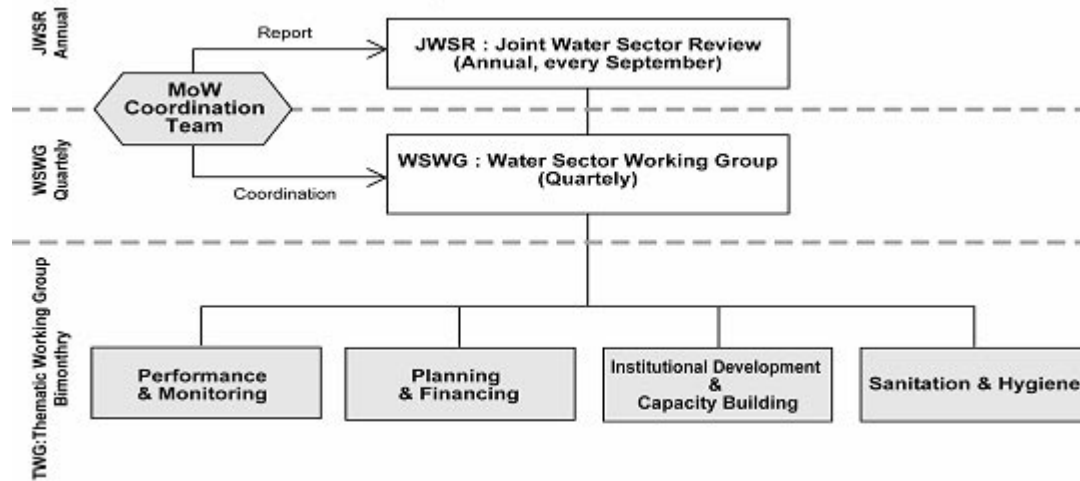 JWSR
Annual
Report
JWSR : Joint Water Sector Review
(Annual, every September)
MoW
Coordination
Team
WSWG
Quartely
WSWG : Water Sector Working Group
(Quartely)
Coordination
TWG:Thematic Working Group
Bimonthry
Performance
& Monitoring
Planning
& Financing
Institutional Development
&
Capacity Building
Sanitation & Hygiene